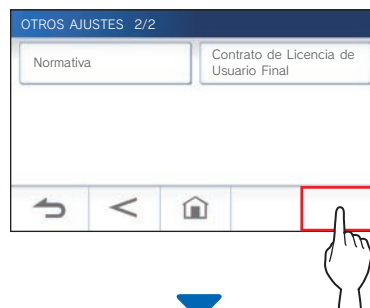 OTROS AJUSTES 2/2
Normativa
Contrato de Licencia de
Usuario Final